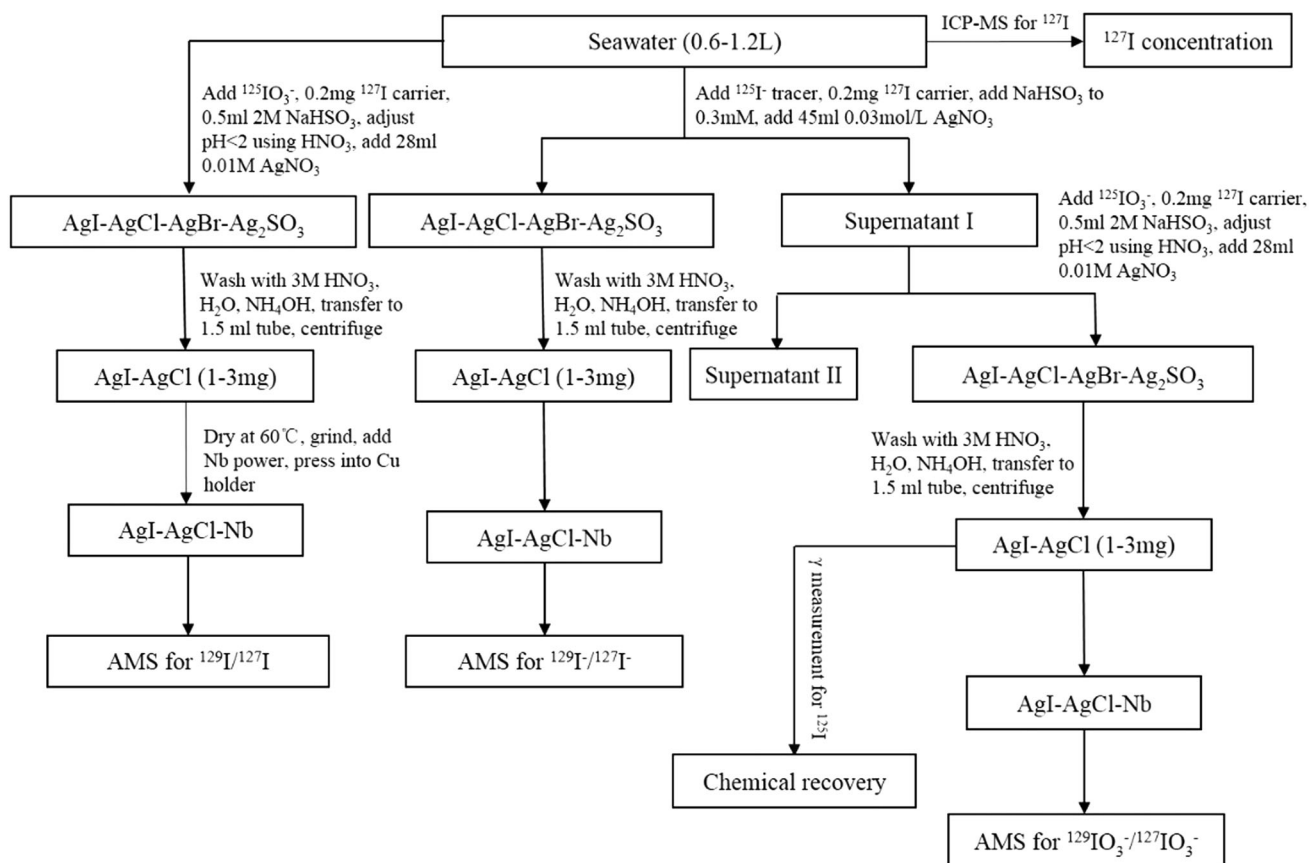 Seawater (0.6-1.2L)
ICP-MS for ¹²⁷I
¹²⁷I concentration
Add ¹²⁵IO₃⁻, 0.2mg ¹²⁷I carrier,
0.5ml 2M NaHSO₃, adjust
pH<2 using HNO₃, add 28ml
0.01M AgNO₃
Add ¹²⁵I⁻ tracer, 0.2mg ¹²⁷I carrier, add NaHSO₃ to
0.3mM, add 45ml 0.03mol/L AgNO₃
AgI-AgCl-AgBr-Ag₂SO₃
AgI-AgCl-AgBr-Ag₂SO₃
Supernatant I
Add ¹²⁵IO₃⁻, 0.2mg ¹²⁷I carrier,
0.5ml 2M NaHSO₃, adjust
pH<2 using HNO₃, add 28ml
0.01M AgNO₃
Wash with 3M HNO₃,
H₂O, NH₄OH, transfer to
1.5 ml tube, centrifuge
Wash with 3M HNO₃,
H₂O, NH₄OH, transfer to
1.5 ml tube, centrifuge
AgI-AgCl (1-3mg)
AgI-AgCl (1-3mg)
Supernatant II
AgI-AgCl-AgBr-Ag₂SO₃
Dry at 60℃, grind, add
Nb power, press into Cu
holder
Wash with 3M HNO₃,
H₂O, NH₄OH, transfer to
1.5 ml tube, centrifuge
AgI-AgCl-Nb
AgI-AgCl-Nb
AgI-AgCl (1-3mg)
γ measurement for ¹²⁵I
AMS for ¹²⁹I/¹²⁷I
AMS for ¹²⁹I⁻/¹²⁷I⁻
AgI-AgCl-Nb
Chemical recovery
AMS for ¹²⁹IO₃⁻/¹²⁷IO₃⁻